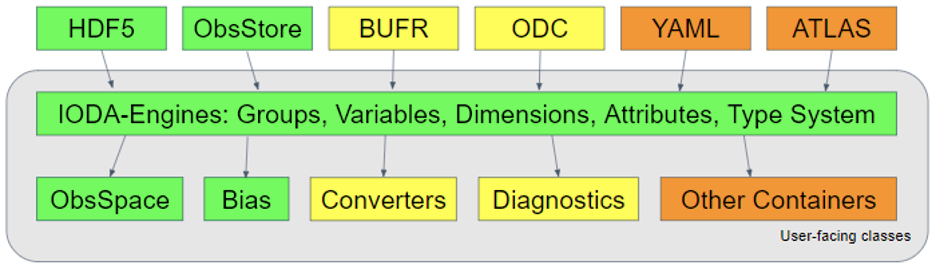 HDF5
ObsStore
BUFR
ODC
YAML
ATLAS
IODA-Engines: Groups, Variables, Dimensions, Attributes, Type System
ObsSpace
Bias
Converters
Diagnostics
Other Containers
User-facing classes